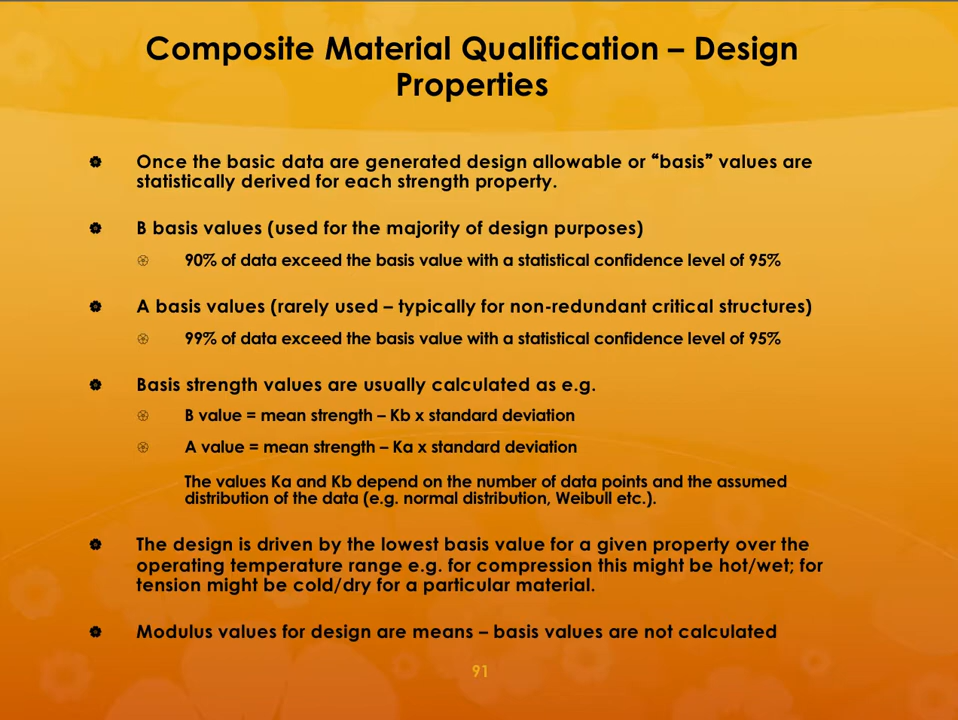 Composite Material Qualification – Design
Properties
Once the basic data are generated design allowable or “basis” values are
statistically derived for each strength property.
B basis values (used for the majority of design purposes)
90% of data exceed the basis value with a statistical confidence level of 95%
A basis values (rarely used – typically for non-redundant critical structures)
99% of data exceed the basis value with a statistical confidence level of 95%
Basis strength values are usually calculated as e.g.
B value = mean strength – Kb x standard deviation
A value = mean strength – Ka x standard deviation
The values Ka and Kb depend on the number of data points and the assumed
distribution of the data (e.g. normal distribution, Weibull etc.).
The design is driven by the lowest basis value for a given property over the
operating temperature range e.g. for compression this might be hot/wet; for
tension might be cold/dry for a particular material.
Modulus values for design are means – basis values are not calculated
91